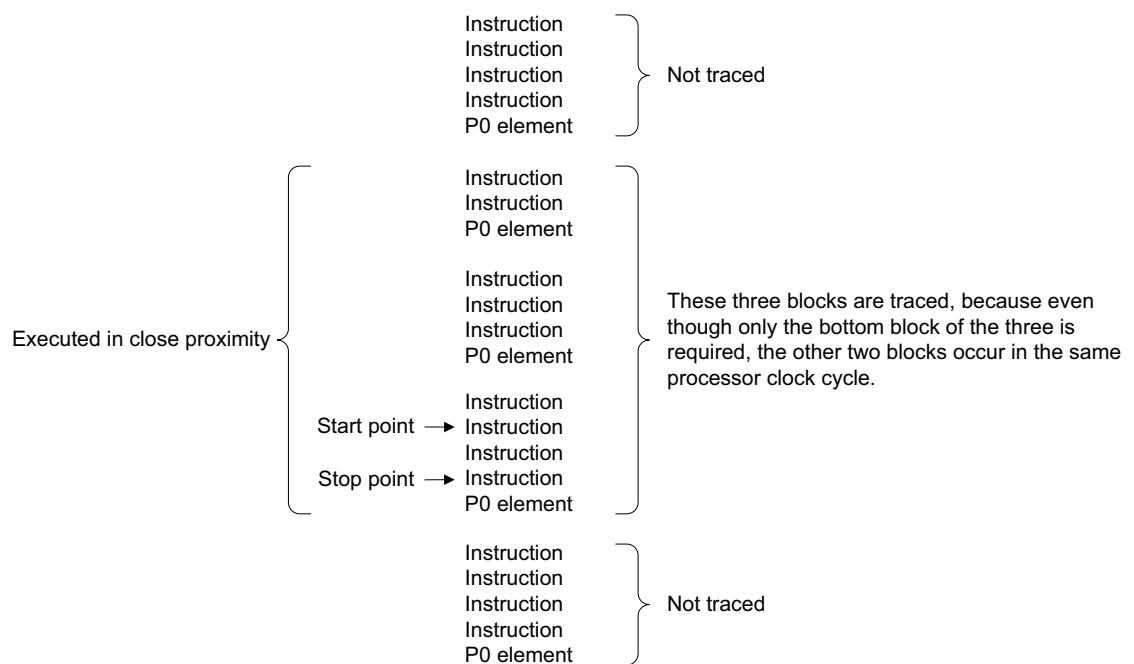 Instruction
Instruction
Instruction
Instruction
P0 element
Not traced
Executed in close proximity
Instruction
Instruction
P0 element
Instruction
Instruction
Instruction
P0 element
Instruction
Start point
Instruction
Instruction
Stop point
Instruction
P0 element
These three blocks are traced, because even
though only the bottom block of the three is
required, the other two blocks occur in the same
processor clock cycle.
Instruction
Instruction
Instruction
Instruction
P0 element
Not traced